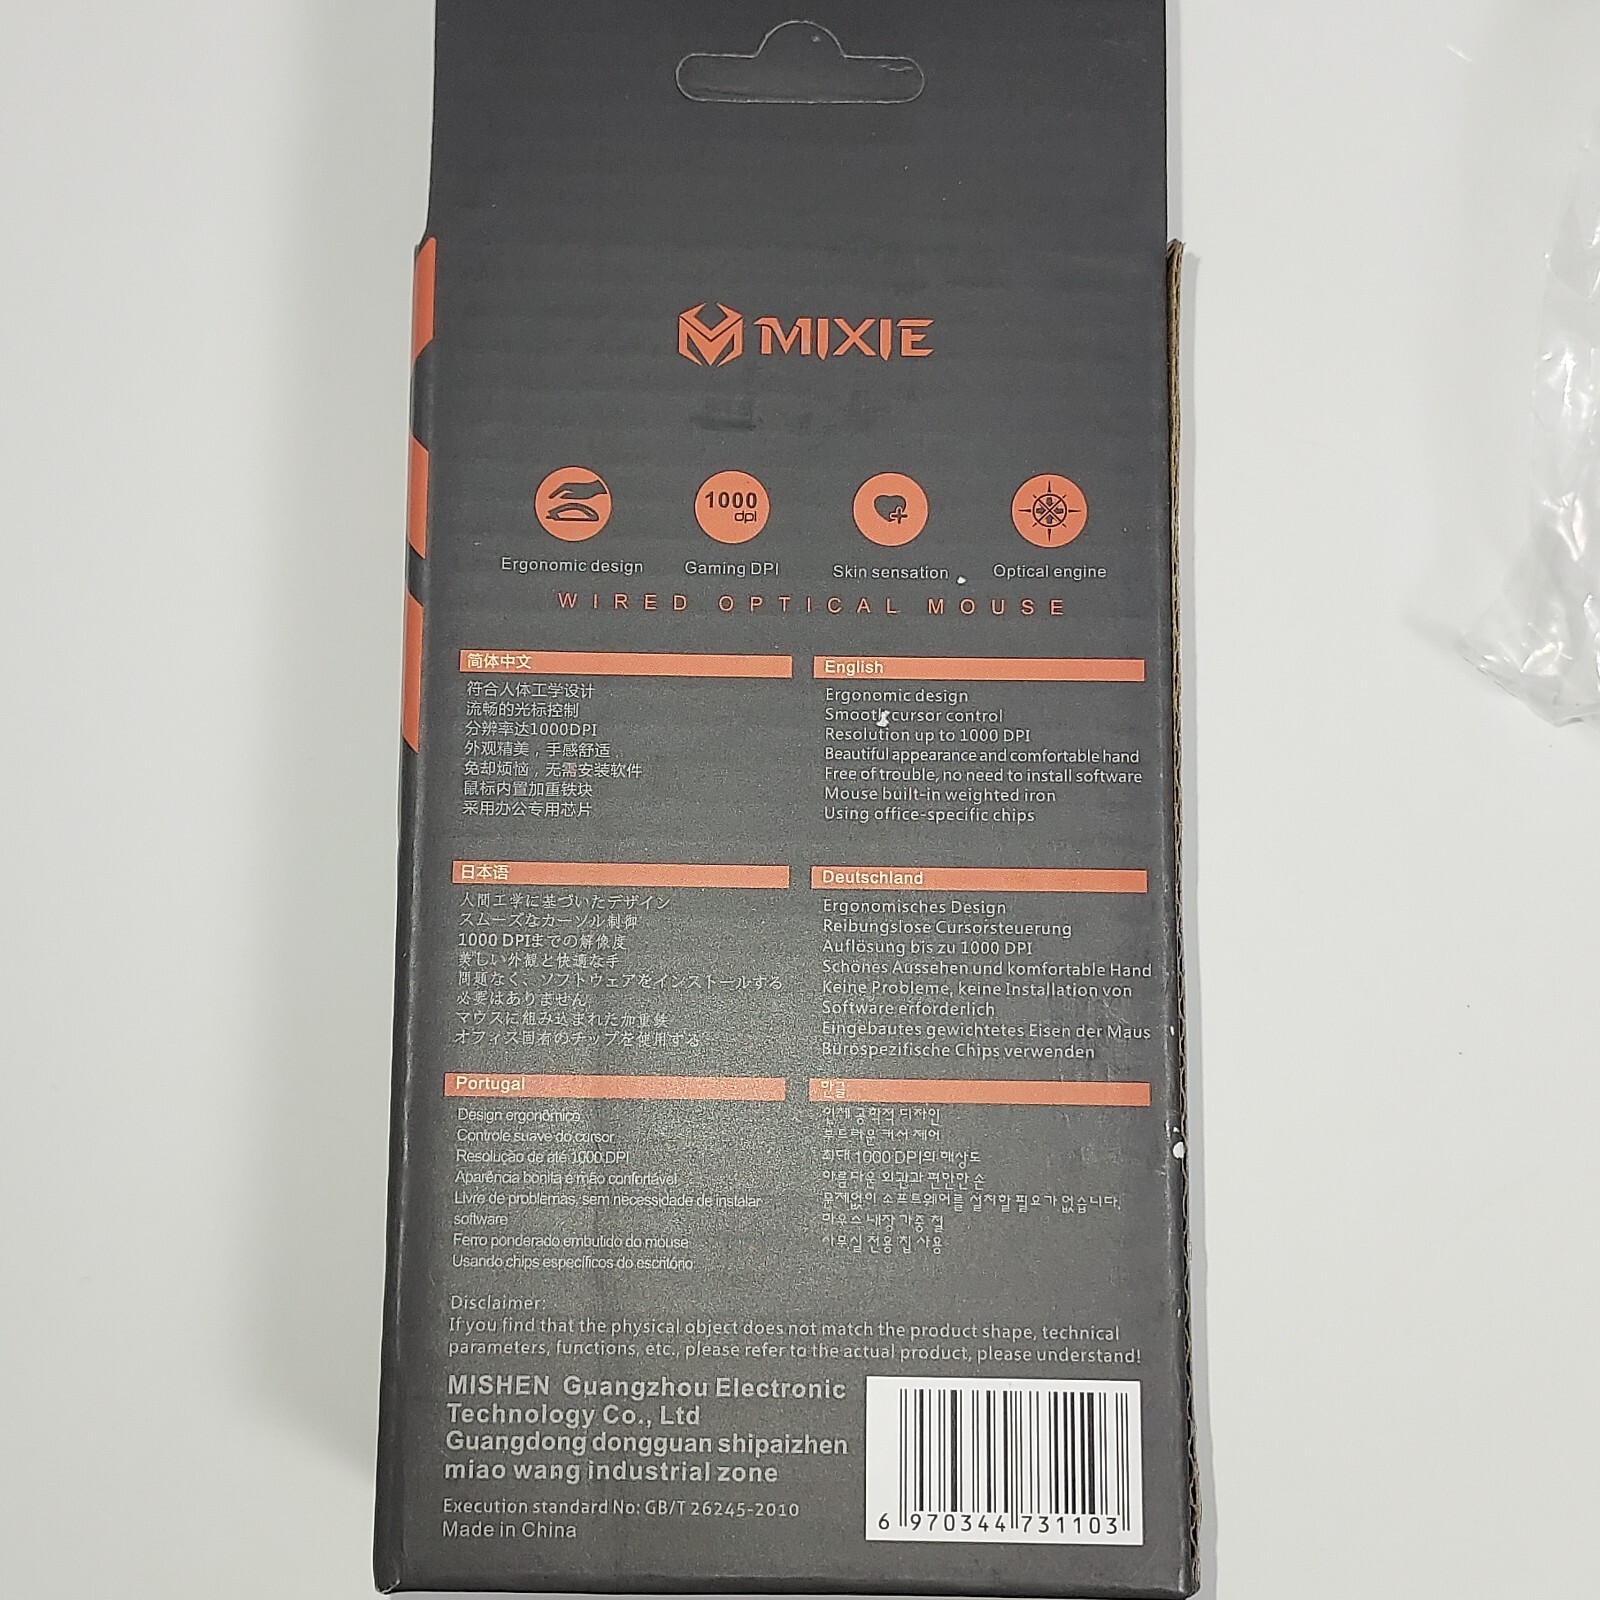 MIXIE
1000
dpi
Ergonomic design
Gaming DPI
Skin sensation
Optical engine
WIRED OPTICAL MOUSE
简体中文
符合人体工学设计
流畅的光标控制
分辨率达1000DPI
外观精美，手感舒适
免却烦恼，无需安装软件
鼠标内置加重铁块
采用办公专用芯片
English
Ergonomic design
Smooth cursor control
Resolution up to 1000 DPI
Beautiful appearance and comfortable hand
Free of trouble, no need to install software
Mouse built-in weighted iron
Using office-specific chips
日本语
人間工学に基づいたデザイン
スムーズなカーソル制御
1000 DPIまでの解像度
美しい外観と快適な手
問題なく、ソフトウェアをインストールする
必要はありません
マウスに組み込まれた加重鉄
オフィス固有のチップを使用する
Deutschland
Ergonomisches Design
Reibungslose Cursorsteuerung
Auflösung bis zu 1000 DPI
Schönes Aussehen und komfortable Hand
Keine Probleme, keine Installation von
Software erforderlich
Eingebautes gewichtetes Eisen der Maus
Bürospezifische Chips verwenden
Portugal
Design ergonômico
Controle suave do cursor
Resolução de até 1000 DPI
Aparência bonita e mão confortável
Livre de problemas, sem necessidade de instalar
software
Ferro ponderado embutido do mouse
Usando chips específicos do escritório
한글
인체 공학적 디자인
부드러운 커서 제어
최대 1000 DPI의 해상도
아름다운 외관과 편안한 손
문제없이 소프트웨어를 설치할 필요가 없습니다.
마우스 내장 가중 철
사무실 전용 칩 사용
Disclaimer:
If you find that the physical object does not match the product shape, technical
parameters, functions, etc., please refer to the actual product, please understand!
MISHEN Guangzhou Electronic
Technology Co., Ltd
Guangdong dongguan shipaizhen
miao wang industrial zone
Execution standard No: GB/T 26245-2010
Made in China
6 970344 731103